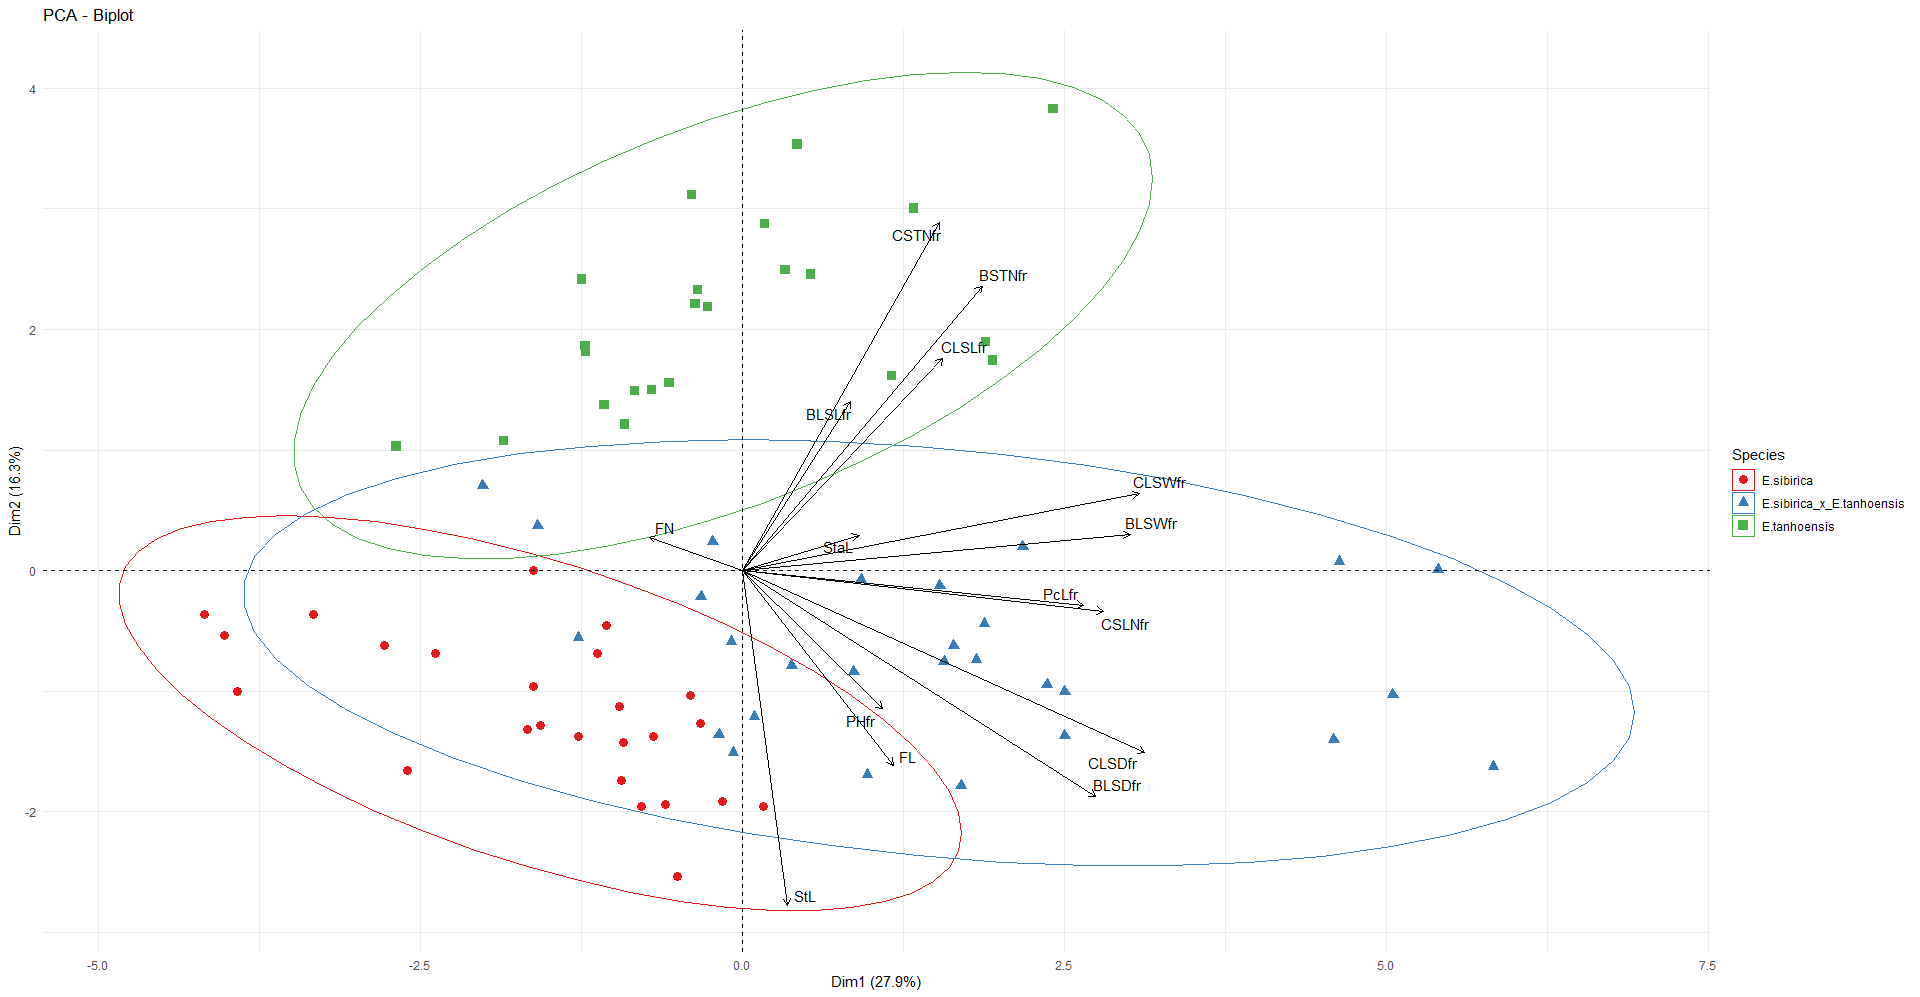 PCA - Biplot
4
CSTNfr
BSTNfr
2
CLSLfr
BLSLfr
Species
CLSWfr
E.sibirica
Dim2 (16.3%)
E.sibirica_x_E.tanhoensis
BLSWfr
FN
E.tanhoensis
SfaL
0
PcLfr
CSLNfr
PHfr
FL
CLSDfr
BLSDfr
-2
StL
-5.0
-2.5
0.0
2.5
5.0
7.5
Dim1 (27.9%)